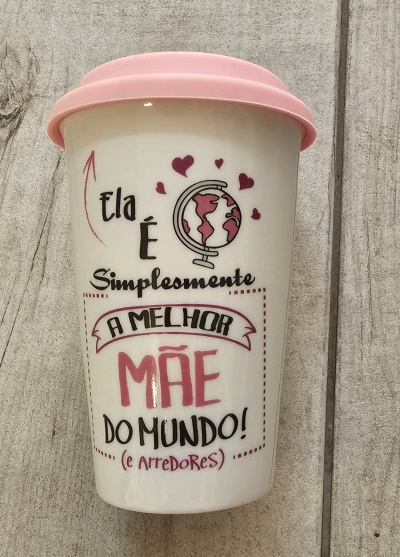 Ela
É
Simplesmente
A MELHOR
MÃE
DO MUNDO!
(e ArreDoReS)